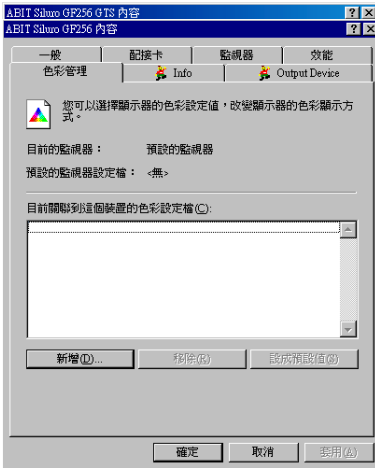 ABIT Siluro GF256 GTS 內容
ABIT Siluro GF256 內容
一般 配接卡 監視器 效能
色彩管理 Info Output Device
您可以選擇顯示器的色彩設定值，改變顯示器的色彩顯示方
式。
目前的監視器： 預設的監視器
預設的監視器設定檔： <無>
目前關聯到這個裝置的色彩設定檔(C):
新增(D)... 移除(R) 設成預設值(S)
確定 取消 套用(A)